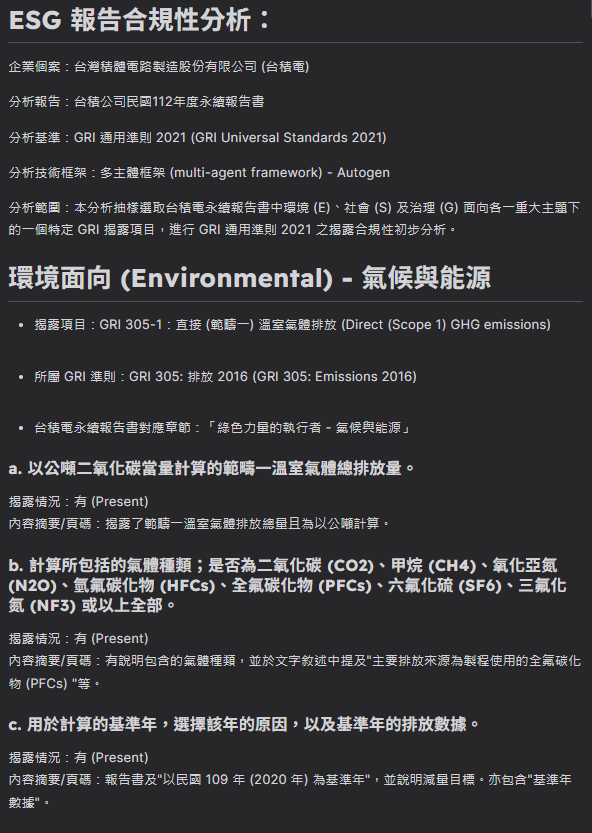 ESG 報告合規性分析：
企業個案：台灣積體電路製造股份有限公司 (台積電)
分析報告：台積公司民國112年度永續報告書
分析基準：GRI 通用準則 2021 (GRI Universal Standards 2021)
分析技術框架：多主體框架 (multi-agent framework) - Autogen
分析範圍：本分析抽樣選取台積電永續報告書中環境 (E)、社會 (S) 及治理 (G) 面向各一重大主題下
的一個特定 GRI 揭露項目，進行 GRI 通用準則 2021 之揭露合規性初步分析。
環境面向 (Environmental) - 氣候與能源
• 揭露項目：GRI 305-1：直接 (範疇一) 溫室氣體排放 (Direct (Scope 1) GHG emissions)
• 所屬 GRI 準則：GRI 305: 排放 2016 (GRI 305: Emissions 2016)
• 台積電永續報告書對應章節：「綠色力量的執行者 - 氣候與能源」
a. 以公噸二氧化碳當量計算的範疇一溫室氣體總排放量。
揭露情況：有 (Present)
內容摘要/頁碼：揭露了範疇一溫室氣體排放總量且為以公噸計算。
b. 計算所包括的氣體種類；是否為二氧化碳 (CO2)、甲烷 (CH4)、氧化亞氮
(N2O)、氫氟碳化物 (HFCs)、全氟碳化物 (PFCs)、六氟化硫 (SF6)、三氟化
氮 (NF3) 或以上全部。
揭露情況：有 (Present)
內容摘要/頁碼：有說明包含的氣體種類，並於文字敘述中提及"主要排放來源為製程使用的全氟碳化
物 (PFCs) "等。
c. 用於計算的基準年，選擇該年的原因，以及基準年的排放數據。
揭露情況：有 (Present)
內容摘要/頁碼：報告書及"以民國 109 年 (2020 年) 為基準年"，並說明減量目標。亦包含"基準年
數據"。